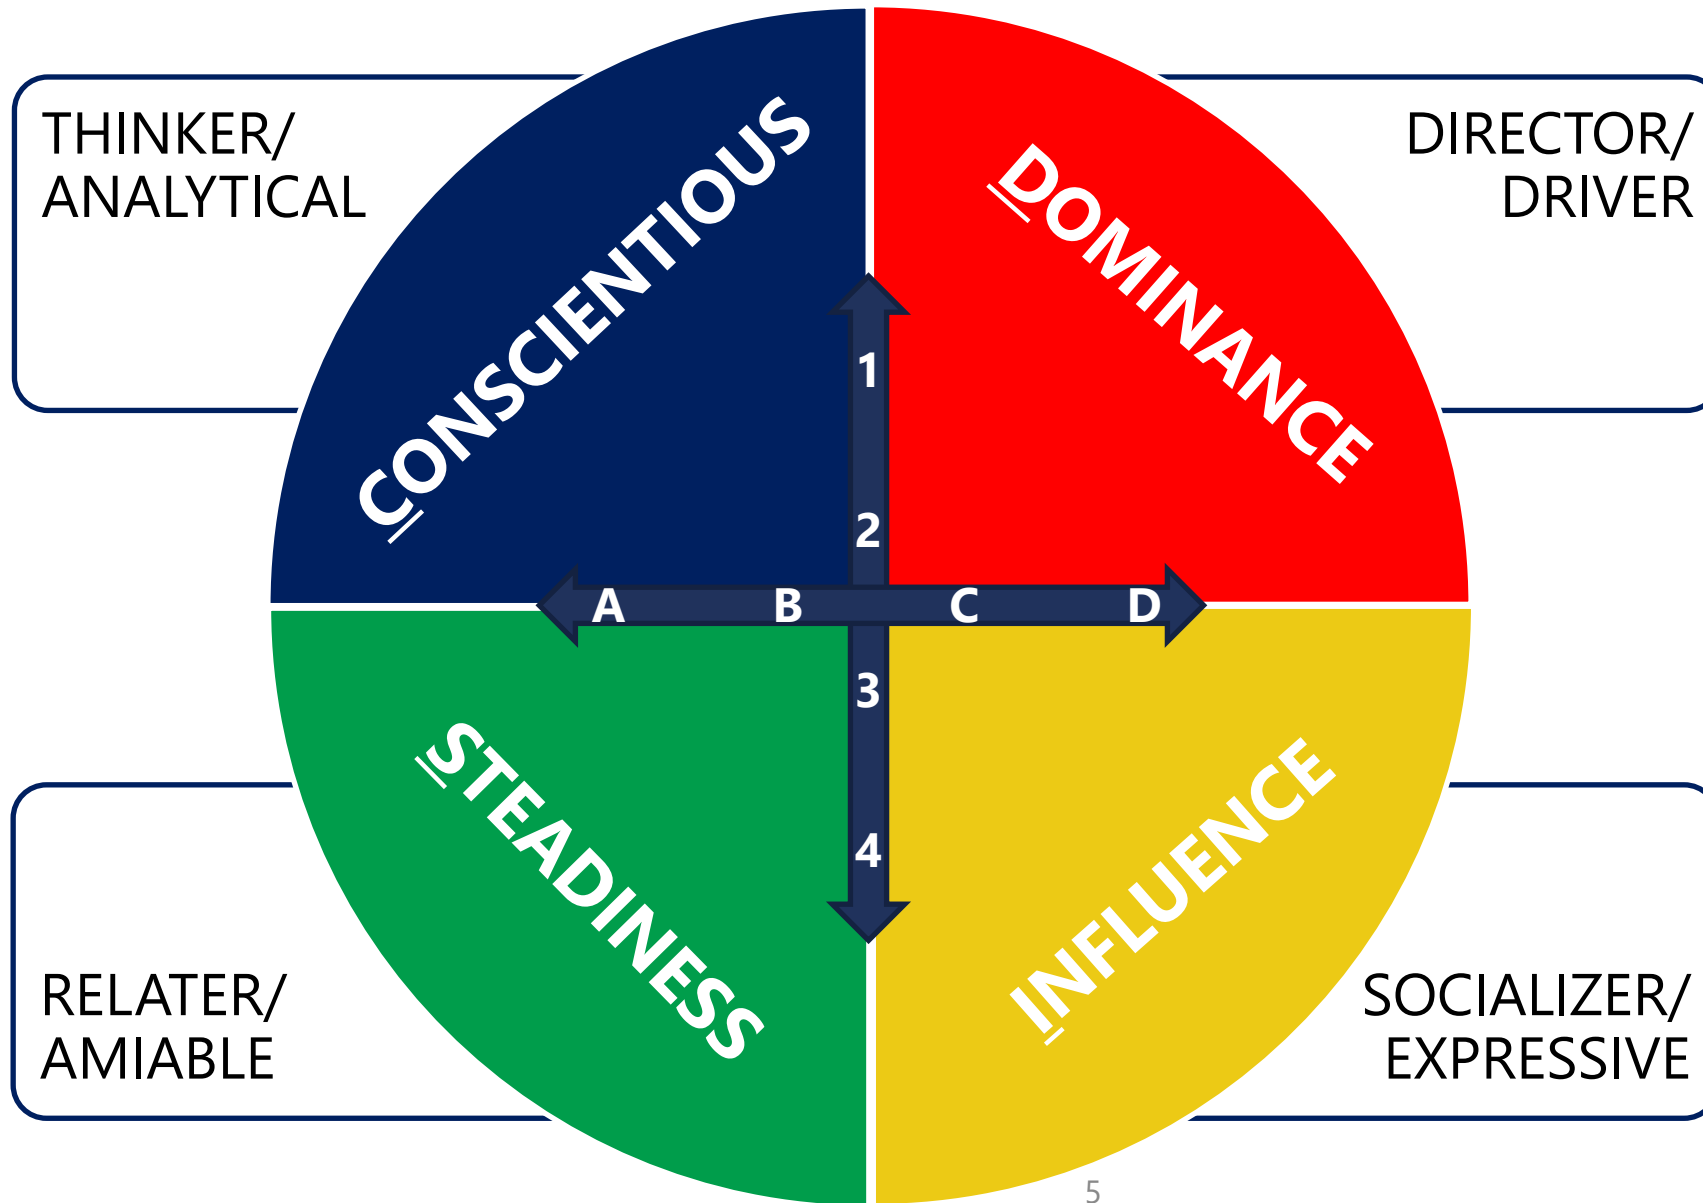 THINKER/
ANALYTICAL
DIRECTOR/
DRIVER
CONSCIENTIOUS
DOMINANCE
1
2
A B C D
3
4
STEADINESS
INFLUENCE
RELATER/
AMIABLE
SOCIALIZER/
EXPRESSIVE
5